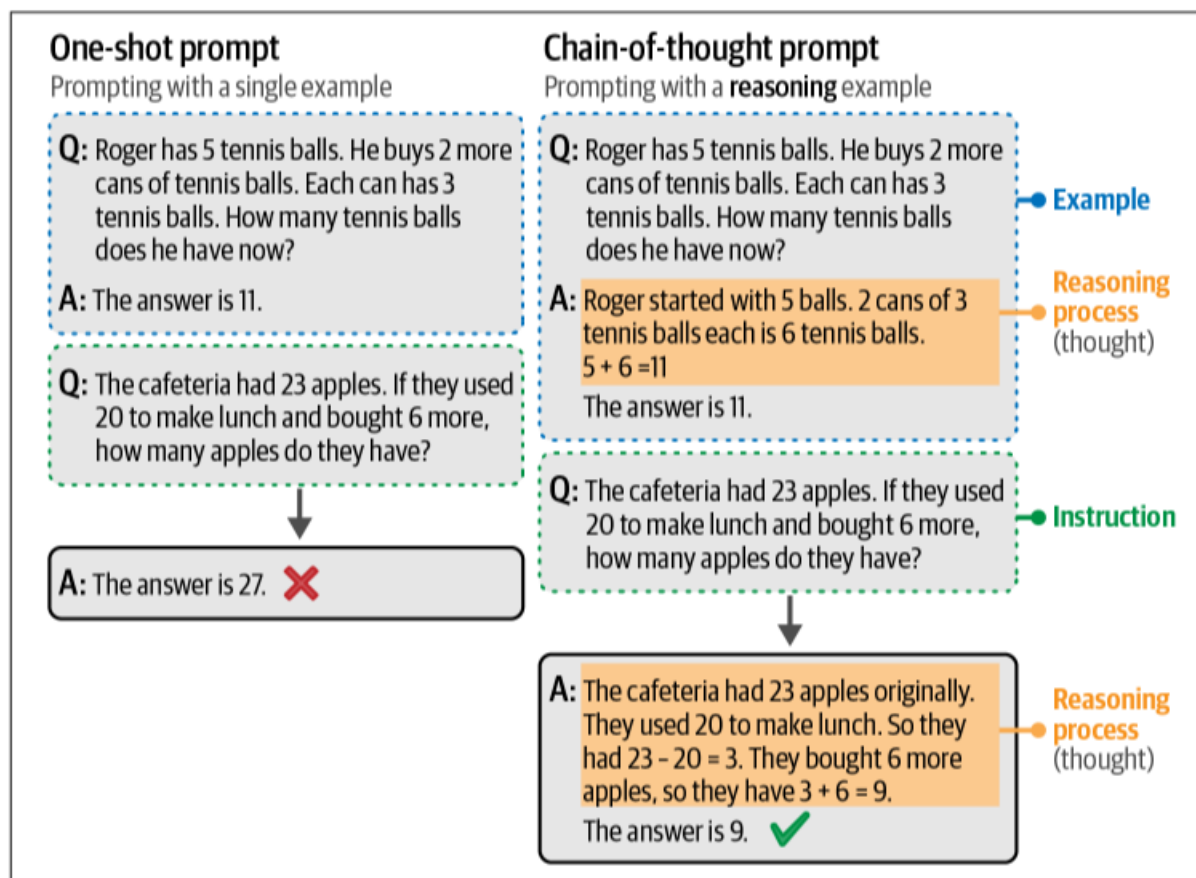 One-shot prompt
Prompting with a single example
Q: Roger has 5 tennis balls. He buys 2 more
cans of tennis balls. Each can has 3
tennis balls. How many tennis balls
does he have now?
A: The answer is 11.
Q: The cafeteria had 23 apples. If they used
20 to make lunch and bought 6 more,
how many apples do they have?
A: The answer is 27.
Chain-of-thought prompt
Prompting with a reasoning example
Q: Roger has 5 tennis balls. He buys 2 more
cans of tennis balls. Each can has 3
tennis balls. How many tennis balls
does he have now?
Example
A: Roger started with 5 balls. 2 cans of 3
tennis balls each is 6 tennis balls.
5 + 6 =11
The answer is 11.
Reasoning
process
(thought)
Q: The cafeteria had 23 apples. If they used
20 to make lunch and bought 6 more,
how many apples do they have?
Instruction
A: The cafeteria had 23 apples originally.
They used 20 to make lunch. So they
had 23 – 20 = 3. They bought 6 more
apples, so they have 3 + 6 = 9.
The answer is 9.
Reasoning
process
(thought)